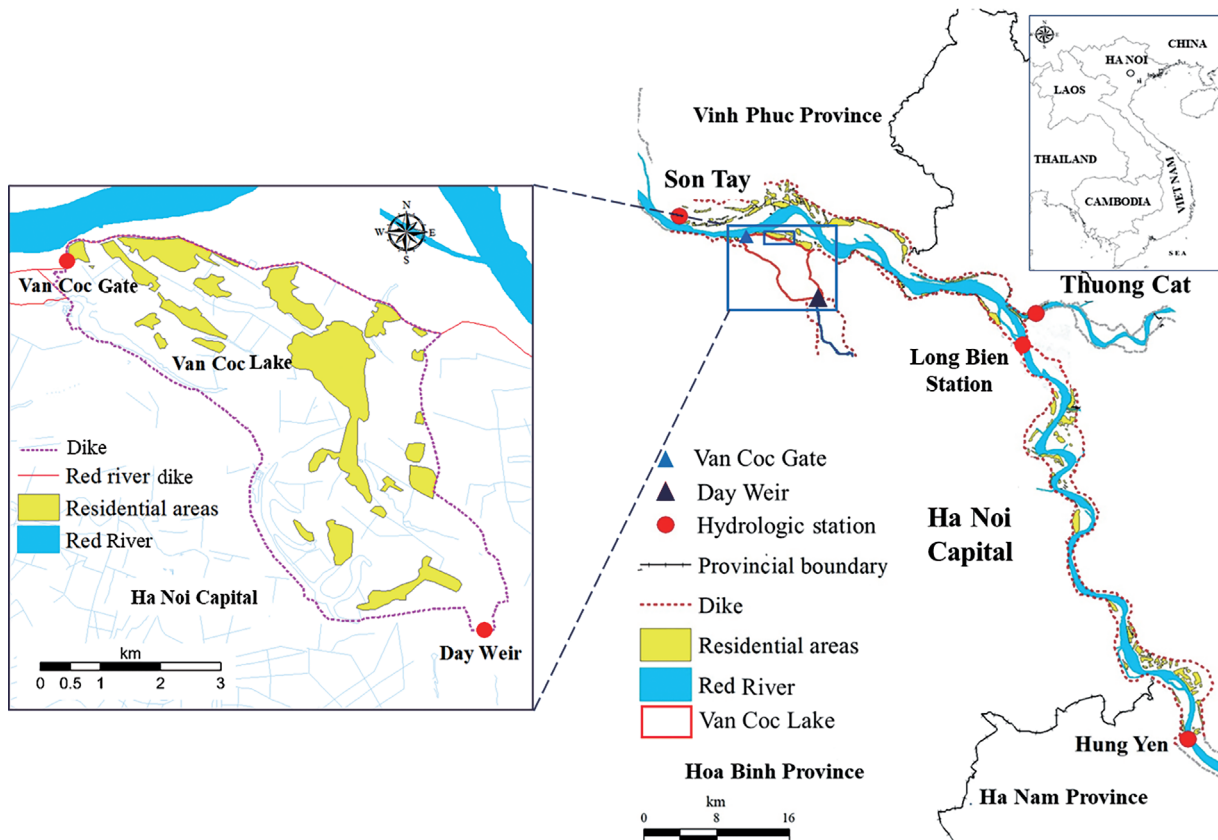 N
W
E
S
Van Coc Gate
Van Coc Lake
Dike
Red river dike
Residential areas
Red River
Ha Noi Capital
km
0 0.5 1 2 3
Day Weir
Vinh Phuc Province
Son Tay
N
CHINA
HA NOI
LAOS
THAILAND
VIET NAM
CAMBODIA
SEA
Thuong Cat
Long Bien
Station
Van Coc Gate
Day Weir
Hydrologic station
Provincial boundary
Dike
Residential areas
Red River
Van Coc Lake
Ha Noi
Capital
Hung Yen
Hoa Binh Province
Ha Nam Province
km
0 4 8 16